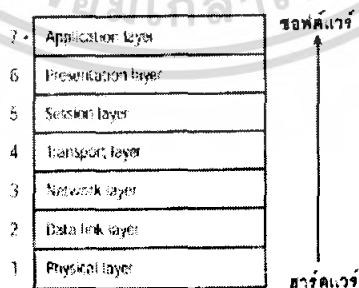 ซอฟต์แวร์
7 Application layer
6 Presentation layer
5 Session layer
4 Transport layer
3 Network layer
2 Data link layer
1 Physical layer
ฮาร์ดแวร์